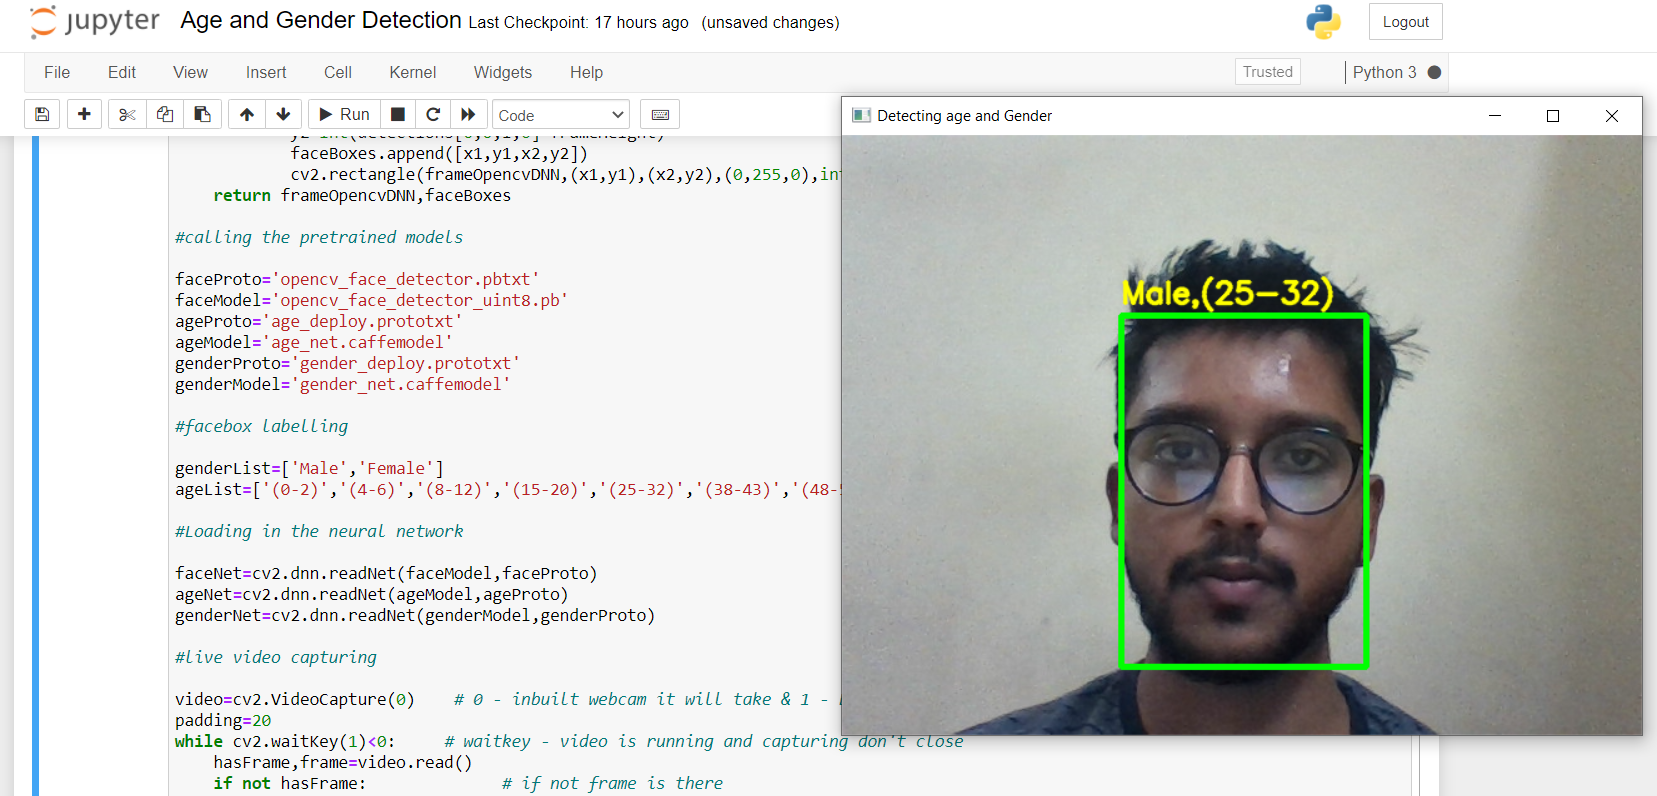 jupyter Age and Gender Detection Last Checkpoint: 17 hours ago (unsaved changes) Logout
File Edit View Insert Cell Kernel Widgets Help Trusted Python 3
Run Code
Detecting age and Gender
faceBoxes.append([x1,y1,x2,y2])
cv2.rectangle(frameOpencvDNN,(x1,y1),(x2,y2),(0,255,0),int
return frameOpencvDNN,faceBoxes
#calling the pretrained models
faceProto='opencv_face_detector.pbtxt'
faceModel='opencv_face_detector_uint8.pb'
ageProto='age_deploy.prototxt'
ageModel='age_net.caffemodel'
genderProto='gender_deploy.prototxt'
genderModel='gender_net.caffemodel'
#facebox labelling
genderList=['Male','Female']
ageList=['(0-2)','(4-6)','(8-12)','(15-20)','(25-32)','(38-43)','(48-
#Loading in the neural network
faceNet=cv2.dnn.readNet(faceModel,faceProto)
ageNet=cv2.dnn.readNet(ageModel,ageProto)
genderNet=cv2.dnn.readNet(genderModel,genderProto)
#live video capturing
video=cv2.VideoCapture(0) # 0 - inbuilt webcam it will take & 1 -
padding=20
while cv2.waitKey(1)<0: # waitkey - video is running and capturing don't close
hasFrame,frame=video.read()
if not hasFrame: # if not frame is there
Male,(25-32)